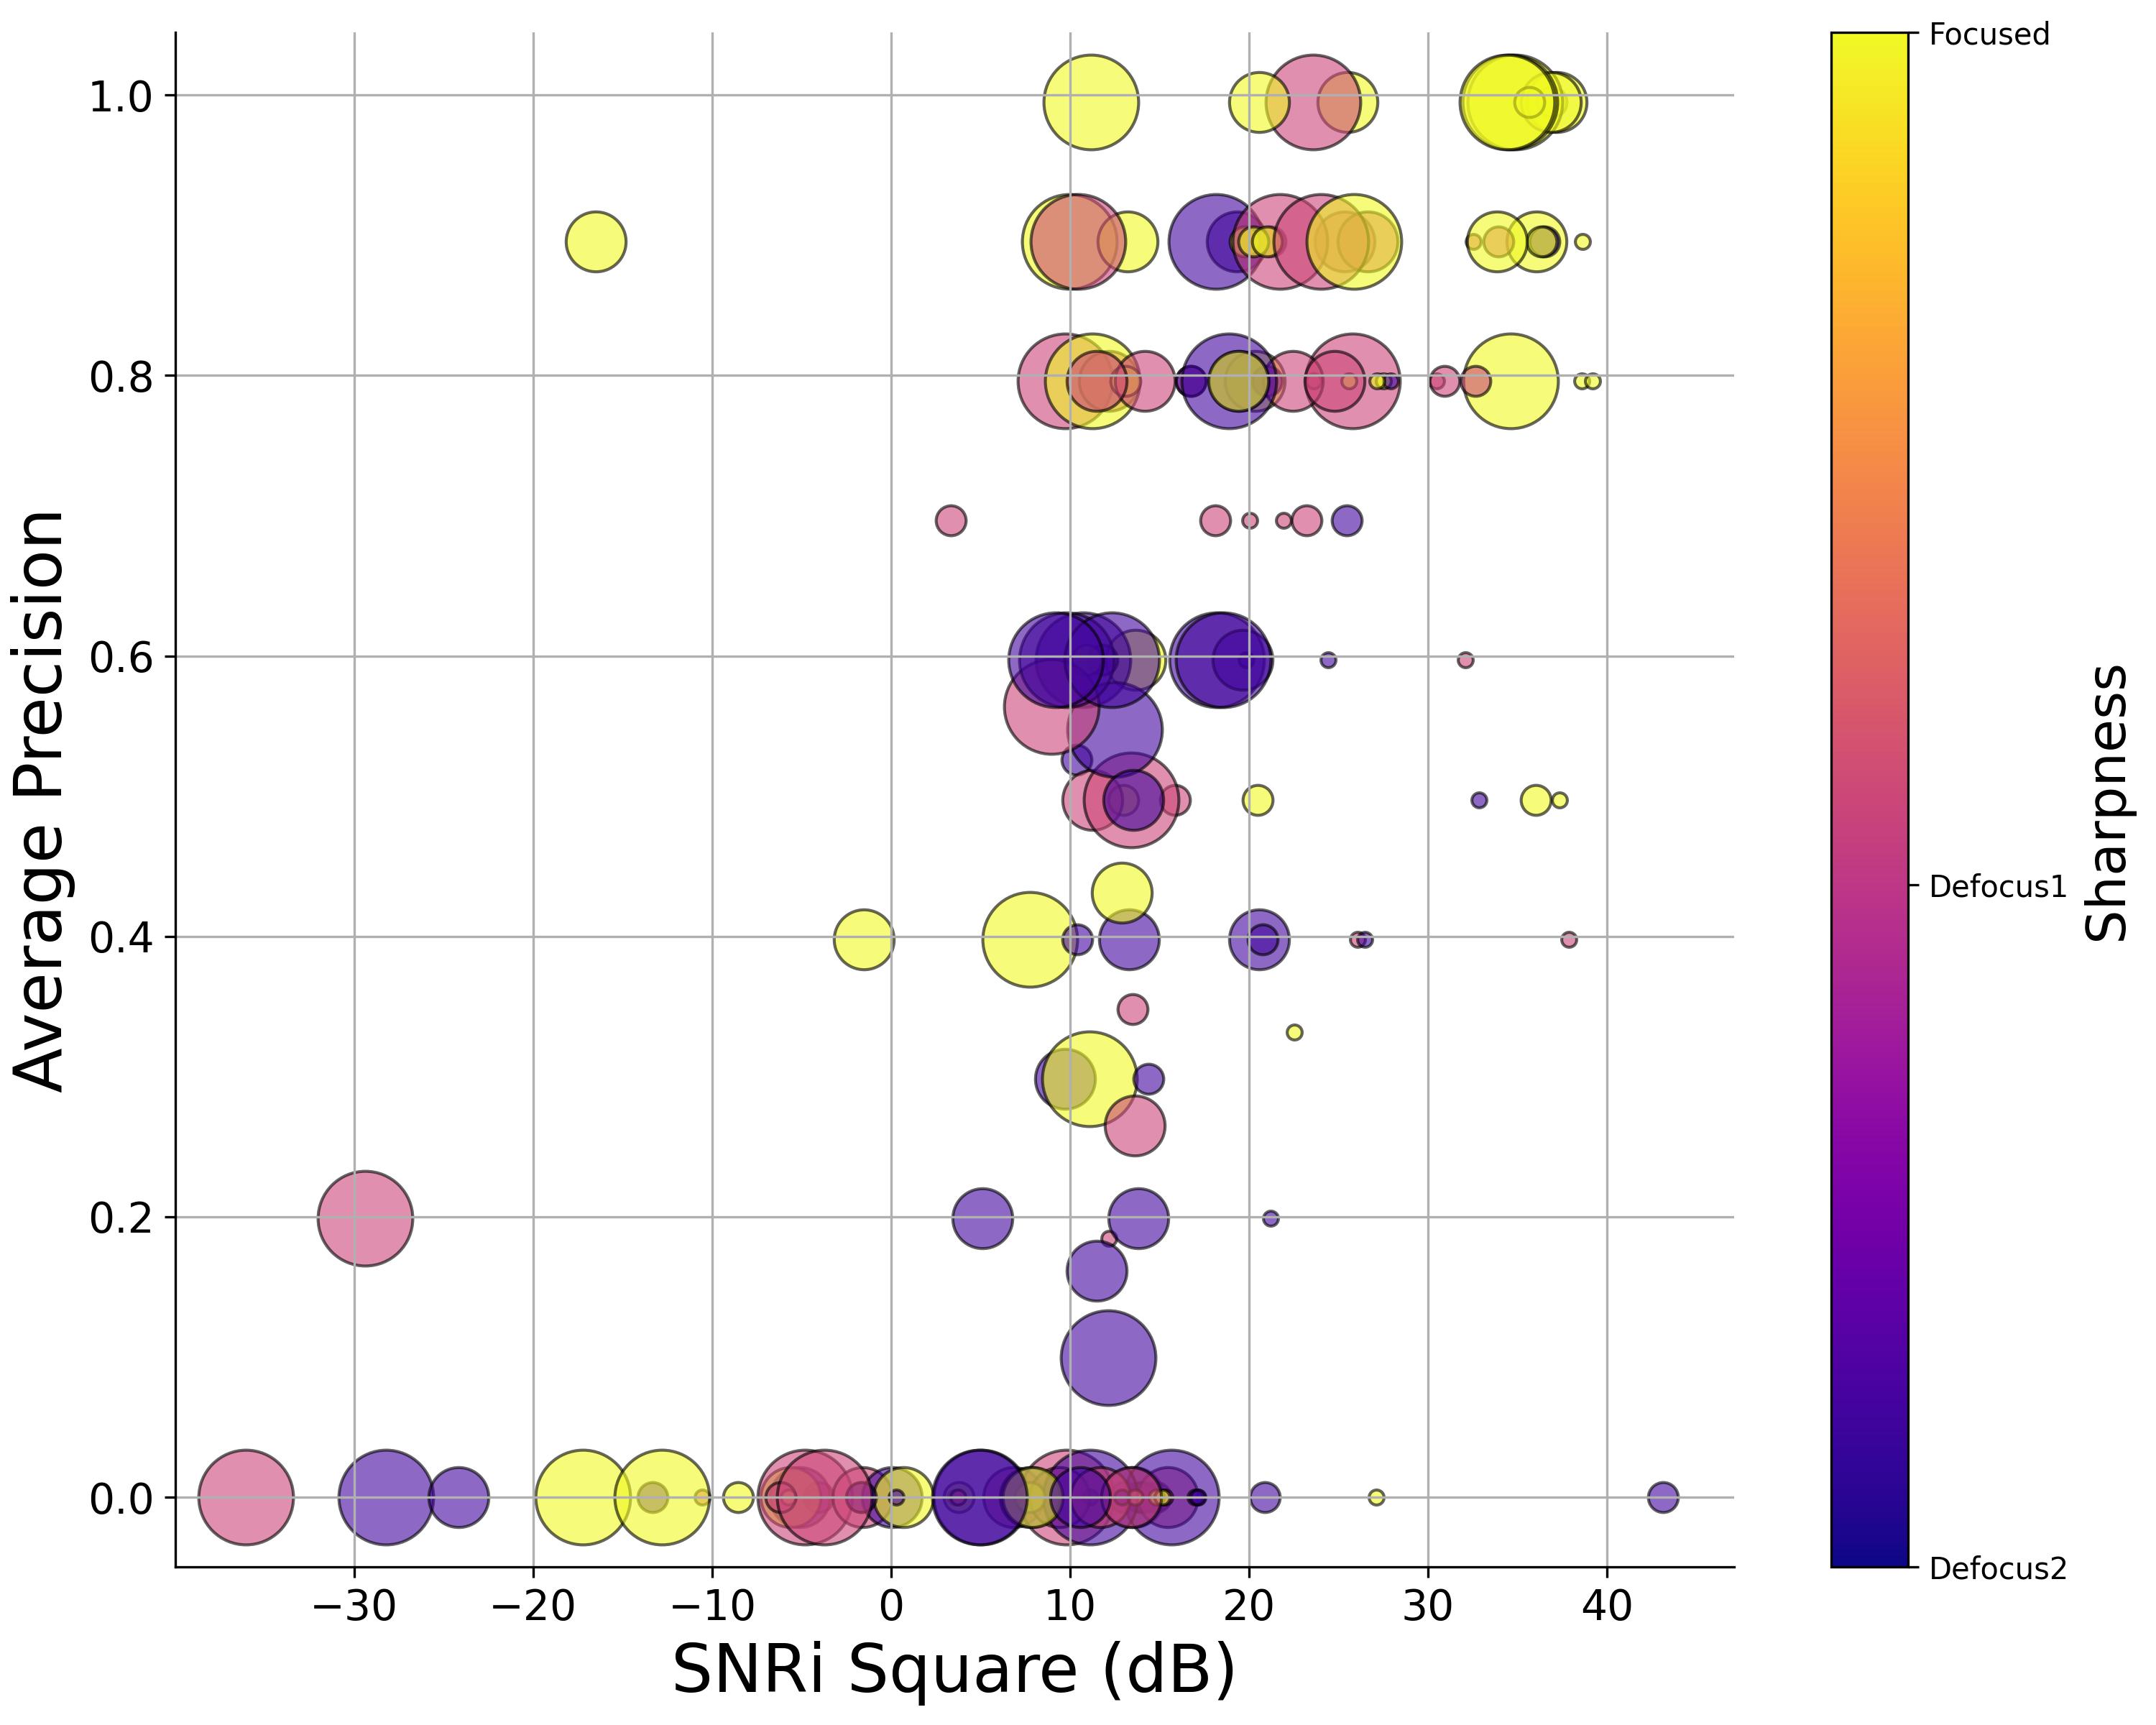 Average Precision
1.0
0.8
0.6
0.4
0.2
0.0
−30 −20 −10 0 10 20 30 40
SNRi Square (dB)
Focused
Defocus1
Defocus2
Sharpness